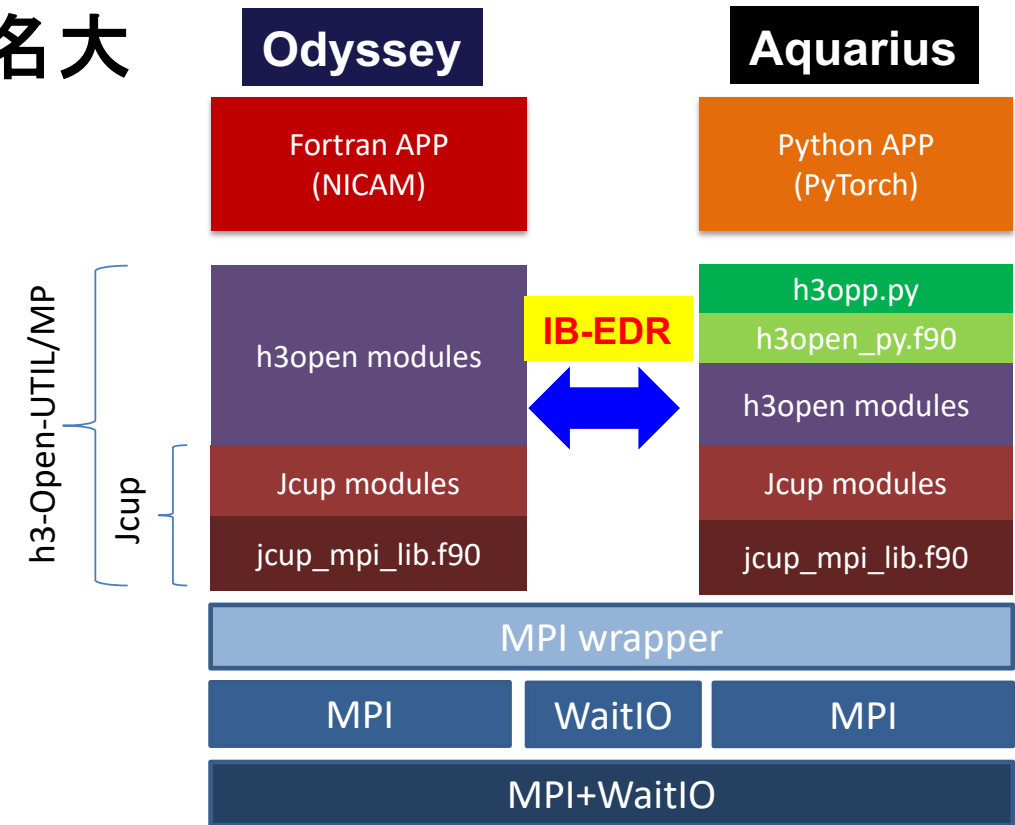 名大
Odyssey
Aquarius
Fortran APP
(NICAM)
Python APP
(PyTorch)
h3-Open-UTIL/MP
Jcup
h3open modules
Jcup modules
jcup_mpi_lib.f90
IB-EDR
h3opp.py
h3open_py.f90
h3open modules
Jcup modules
jcup_mpi_lib.f90
MPI wrapper
MPI
WaitIO
MPI
MPI+WaitIO